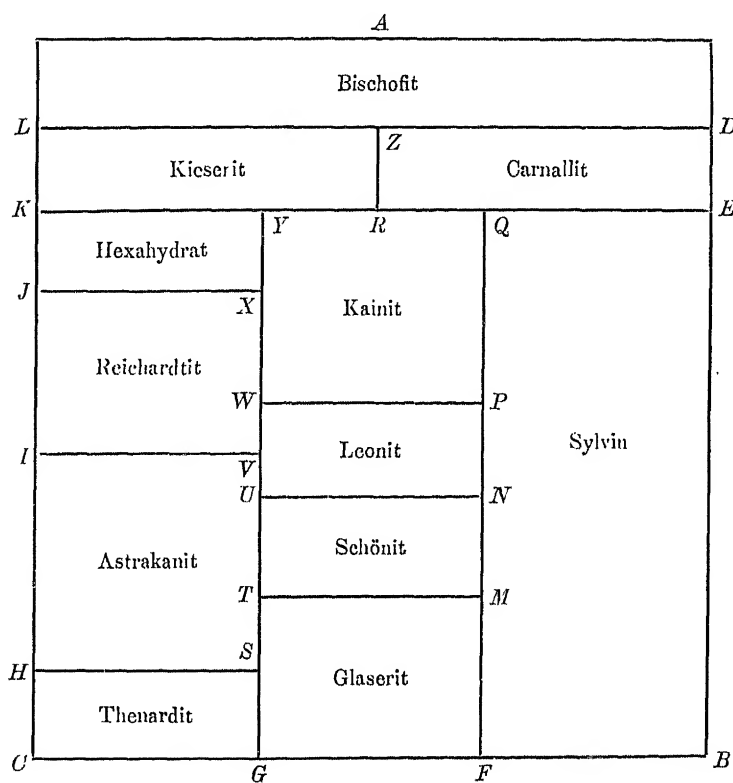 A
Bischofit
L D
Z
Kieserit Carnallit
K E
Y R Q
Hexahydrat
J
X Kainit
Reichardtit
W P
Leonit Sylvin
I
V
U N
Schönit
Astrakanit
T M
S
H
Glaserit
Thenardit
C B
G F